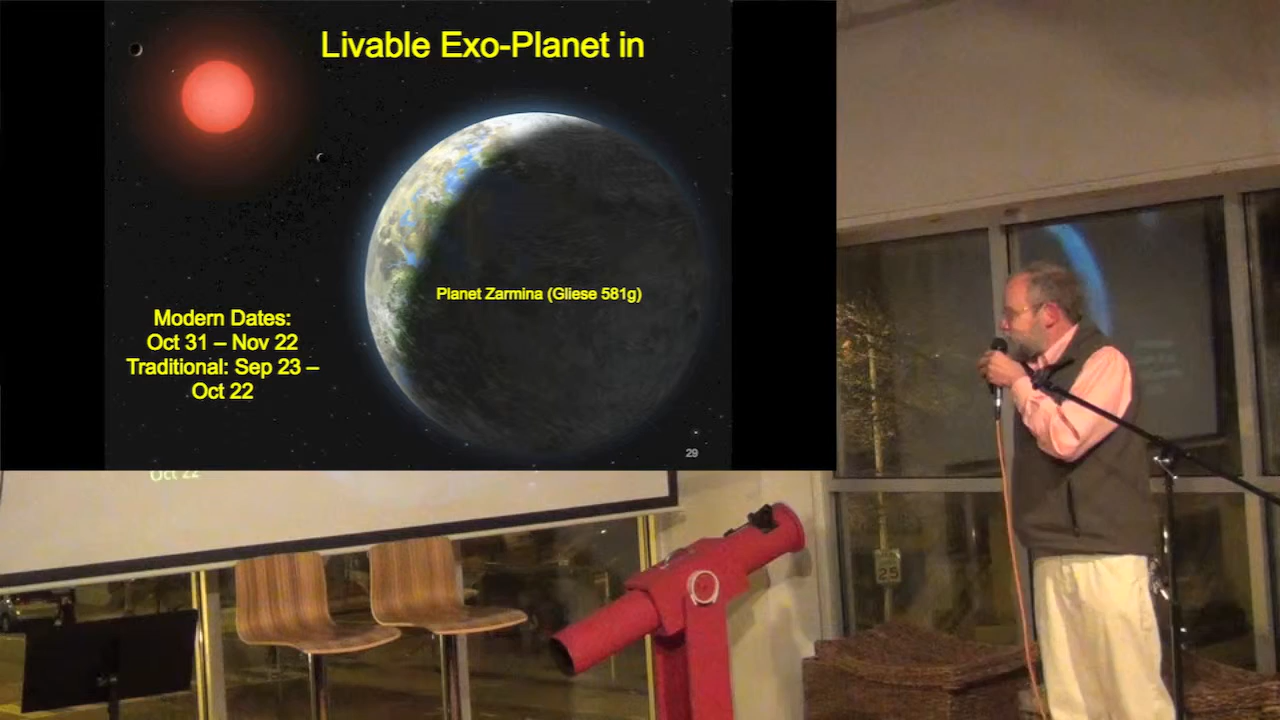 Livable Exo-Planet in
Planet Zarmina (Gliese 581g)
Modern Dates:
Oct 31 – Nov 22
Traditional: Sep 23 –
Oct 22
29
Oct 22
25